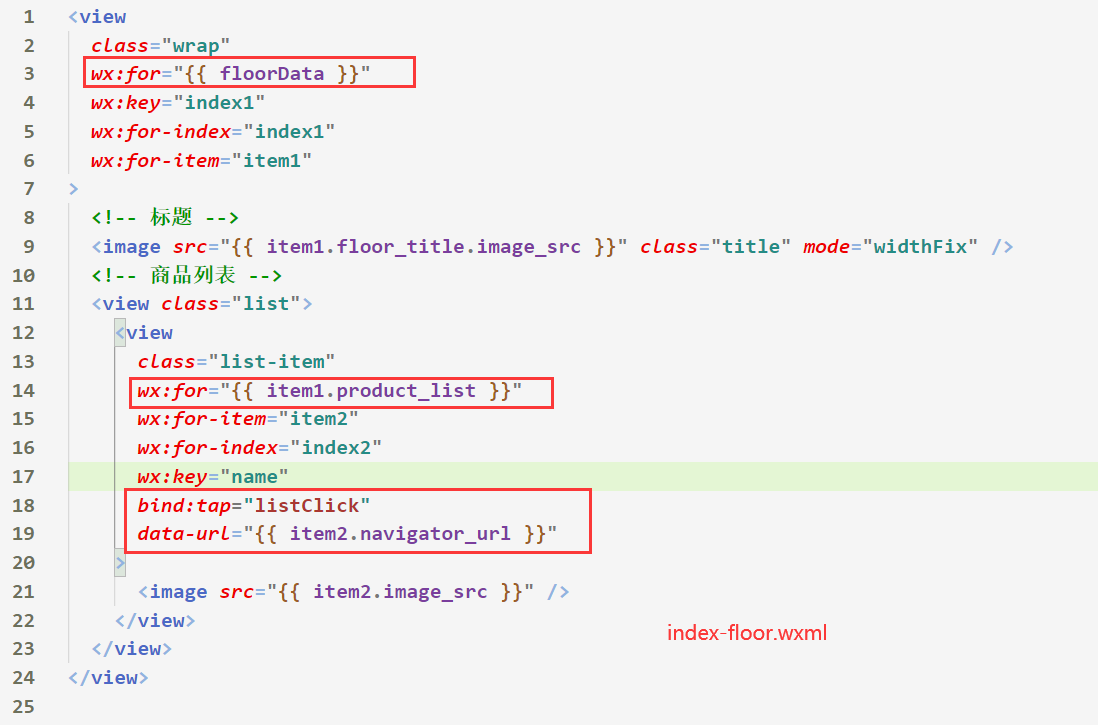 1 <view
2 class="wrap"
3 wx:for="{{ floorData }}"
4 wx:key="index1"
5 wx:for-index="index1"
6 wx:for-item="item1"
7 >
8 <!-- 标题 -->
9 <image src="{{ item1.floor_title.image_src }}" class="title" mode="widthFix" />
10 <!-- 商品列表 -->
11 <view class="list">
12 <view
13 class="list-item"
14 wx:for="{{ item1.product_list }}"
15 wx:for-item="item2"
16 wx:for-index="index2"
17 wx:key="name"
18 bind:tap="listClick"
19 data-url="{{ item2.navigator_url }}"
20 >
21 <image src="{{ item2.image_src }}" />
22 </view>
index-floor.wxml
23 </view>
24 </view>
25